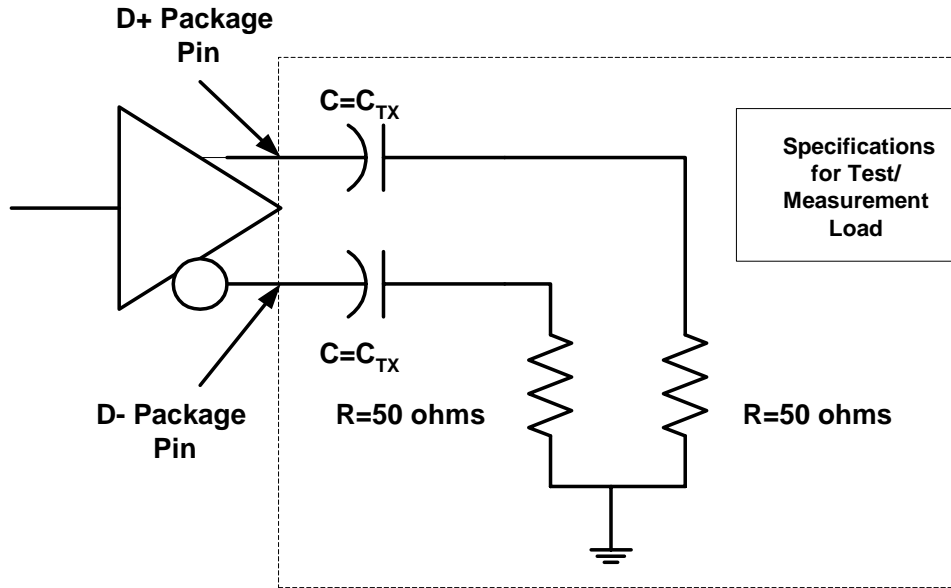 D+ Package
Pin
C=CTX
Specifications
for Test/
Measurement
Load
C=CTX
D- Package
Pin
R=50 ohms
R=50 ohms